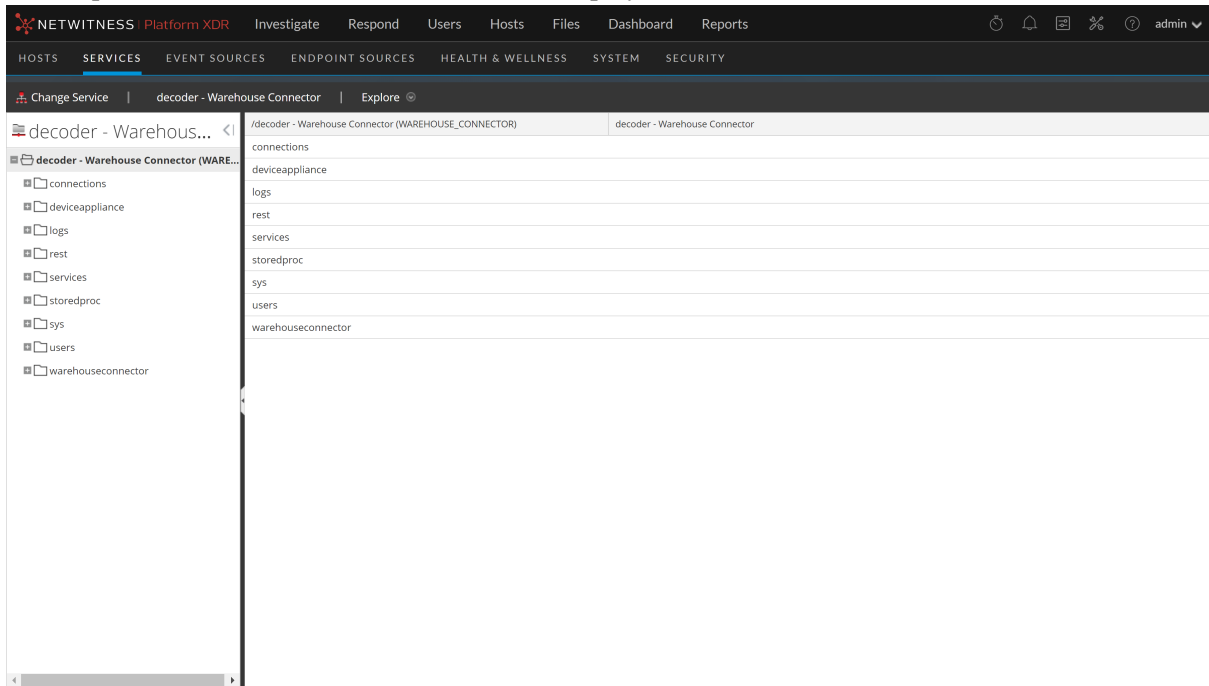 NETWITNESS | Platform XDR Investigate Respond Users Hosts Files Dashboard Reports admin
HOSTS SERVICES EVENT SOURCES ENDPOINT SOURCES HEALTH & WELLNESS SYSTEM SECURITY
Change Service | decoder - Warehouse Connector | Explore
decoder - Warehous...
decoder - Warehouse Connector (WARE...
connections
deviceappliance
logs
rest
services
storedproc
sys
users
warehouseconnector
/decoder - Warehouse Connector (WAREHOUSE_CONNECTOR) decoder - Warehouse Connector
connections
deviceappliance
logs
rest
services
storedproc
sys
users
warehouseconnector